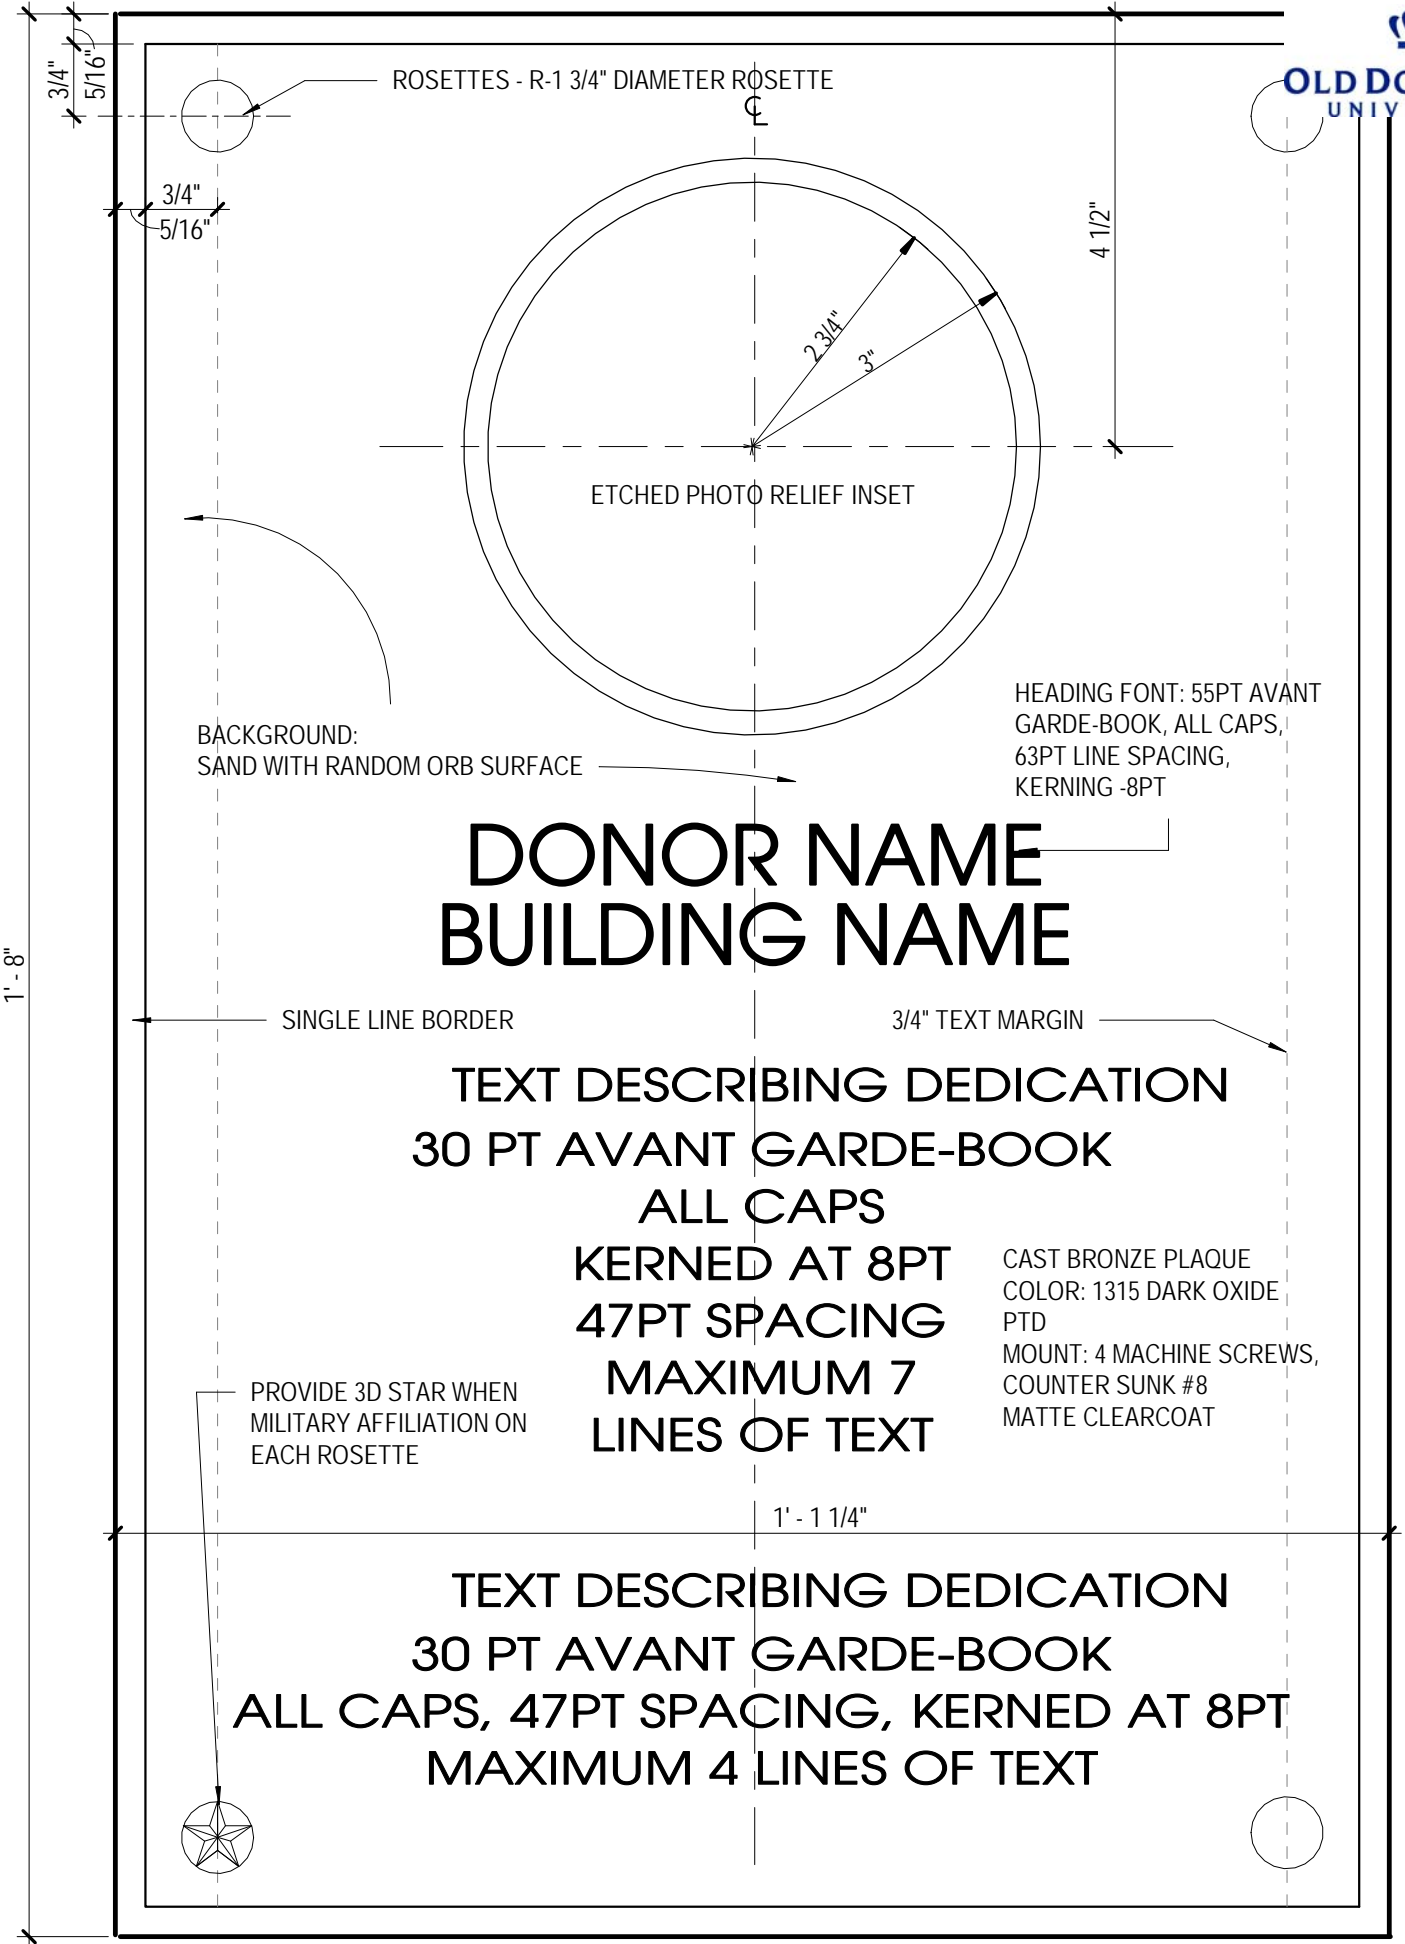 3/4"
5/16"
ROSETTES - R-1 3/4" DIAMETER ROSETTE
OLD
UNIV
CL
3/4"
5/16"
4 1/2"
2 3/4"
3"
ETCHED PHOTO RELIEF INSET
BACKGROUND:
SAND WITH RANDOM ORB SURFACE
HEADING FONT: 55PT AVANT
GARDE-BOOK, ALL CAPS,
63PT LINE SPACING,
KERNING -8PT
DONOR NAME
BUILDING NAME
1' - 8"
SINGLE LINE BORDER
3/4" TEXT MARGIN
TEXT DESCRIBING DEDICATION
30 PT AVANT GARDE-BOOK
ALL CAPS
KERNED AT 8PT
47PT SPACING
MAXIMUM 7
LINES OF TEXT
CAST BRONZE PLAQUE
COLOR: 1315 DARK OXIDE
PTD
MOUNT: 4 MACHINE SCREWS,
COUNTER SUNK #8
MATTE CLEARCOAT
PROVIDE 3D STAR WHEN
MILITARY AFFILIATION ON
EACH ROSETTE
1' - 1 1/4"
TEXT DESCRIBING DEDICATION
30 PT AVANT GARDE-BOOK
ALL CAPS, 47PT SPACING, KERNED AT 8PT
MAXIMUM 4 LINES OF TEXT